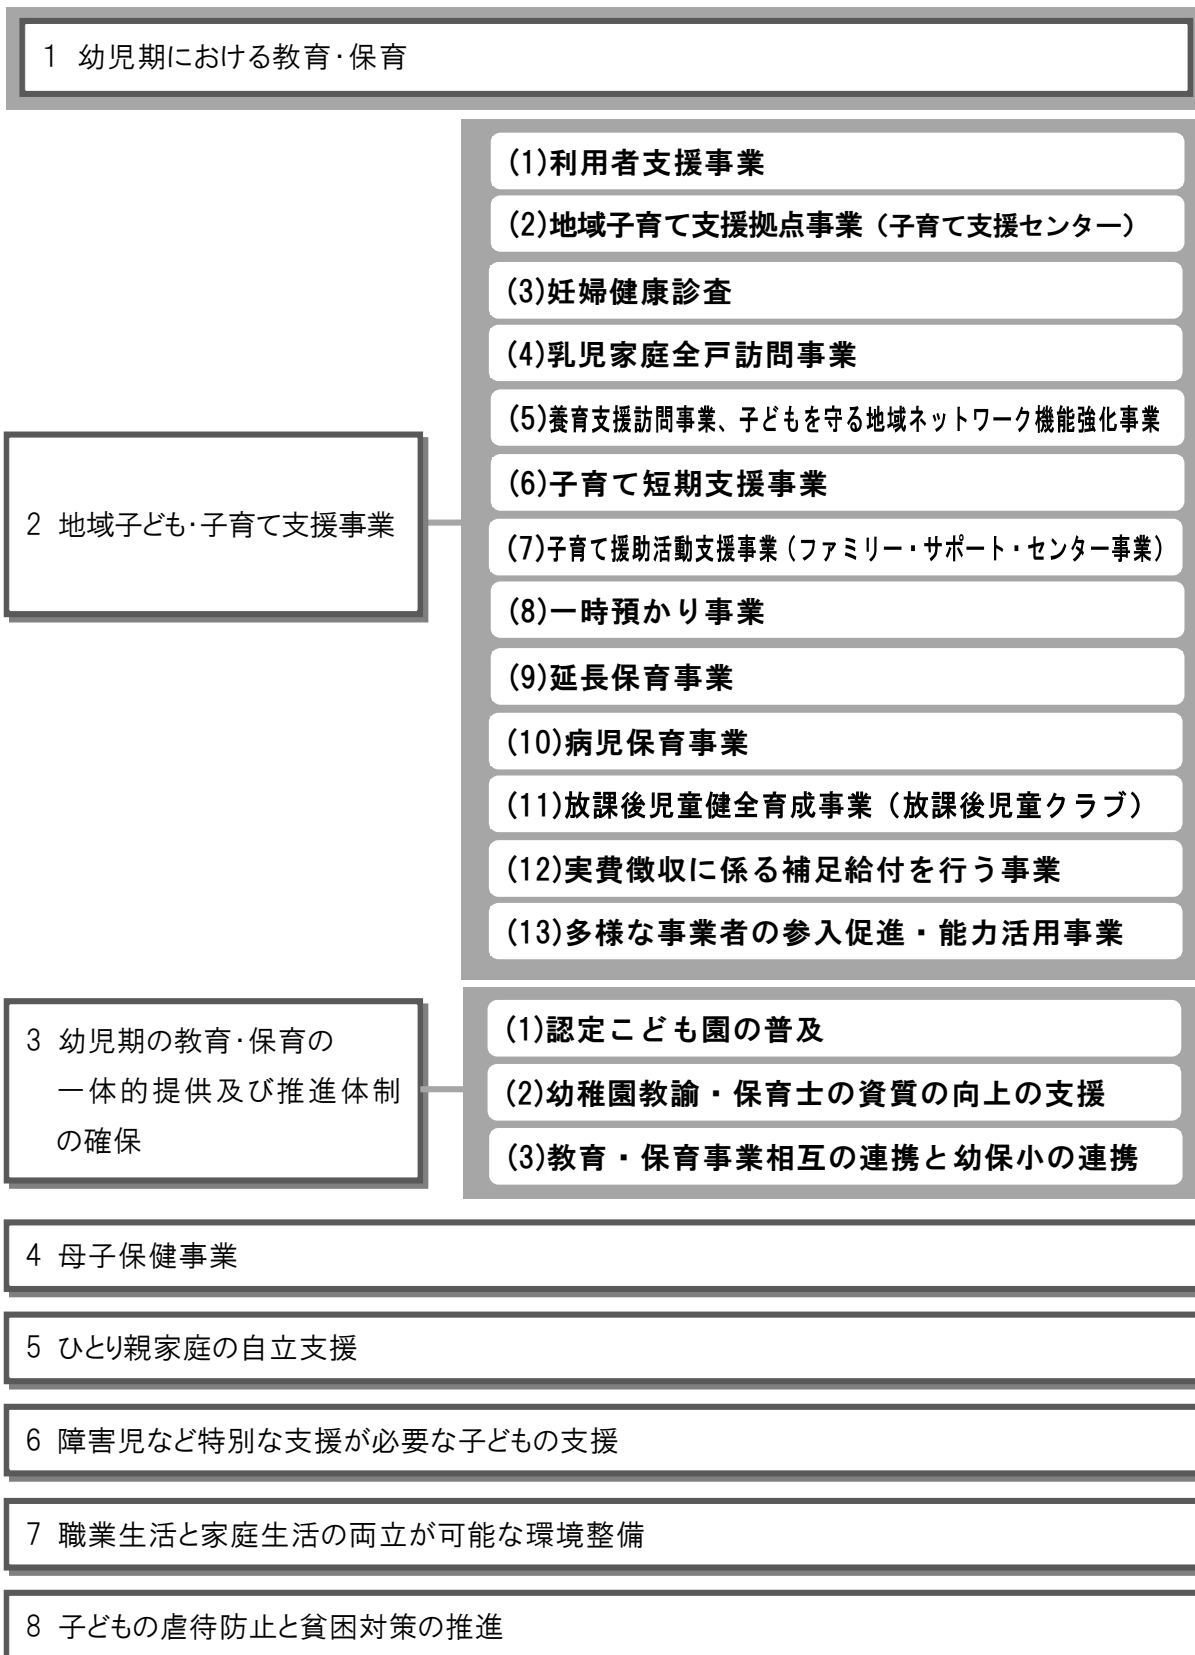 1 幼児期における教育･保育
(1)利用者支援事業
(2)地域子育て支援拠点事業（子育て支援センター）
(3)妊婦健康診査
(4)乳児家庭全戸訪問事業
(5)養育支援訪問事業、子どもを守る地域ネットワーク機能強化事業
2 地域子ども･子育て支援事業
(6)子育て短期支援事業
(7)子育て援助活動支援事業（ファミリー・サポート・センター事業）
(8)一時預かり事業
(9)延長保育事業
(10)病児保育事業
(11)放課後児童健全育成事業（放課後児童クラブ）
(12)実費徴収に係る補足給付を行う事業
(13)多様な事業者の参入促進・能力活用事業
3 幼児期の教育･保育の
一体的提供及び推進体制
の確保
(1)認定こども園の普及
(2)幼稚園教諭・保育士の資質の向上の支援
(3)教育・保育事業相互の連携と幼保小の連携
4 母子保健事業
5 ひとり親家庭の自立支援
6 障害児など特別な支援が必要な子どもの支援
7 職業生活と家庭生活の両立が可能な環境整備
8 子どもの虐待防止と貧困対策の推進